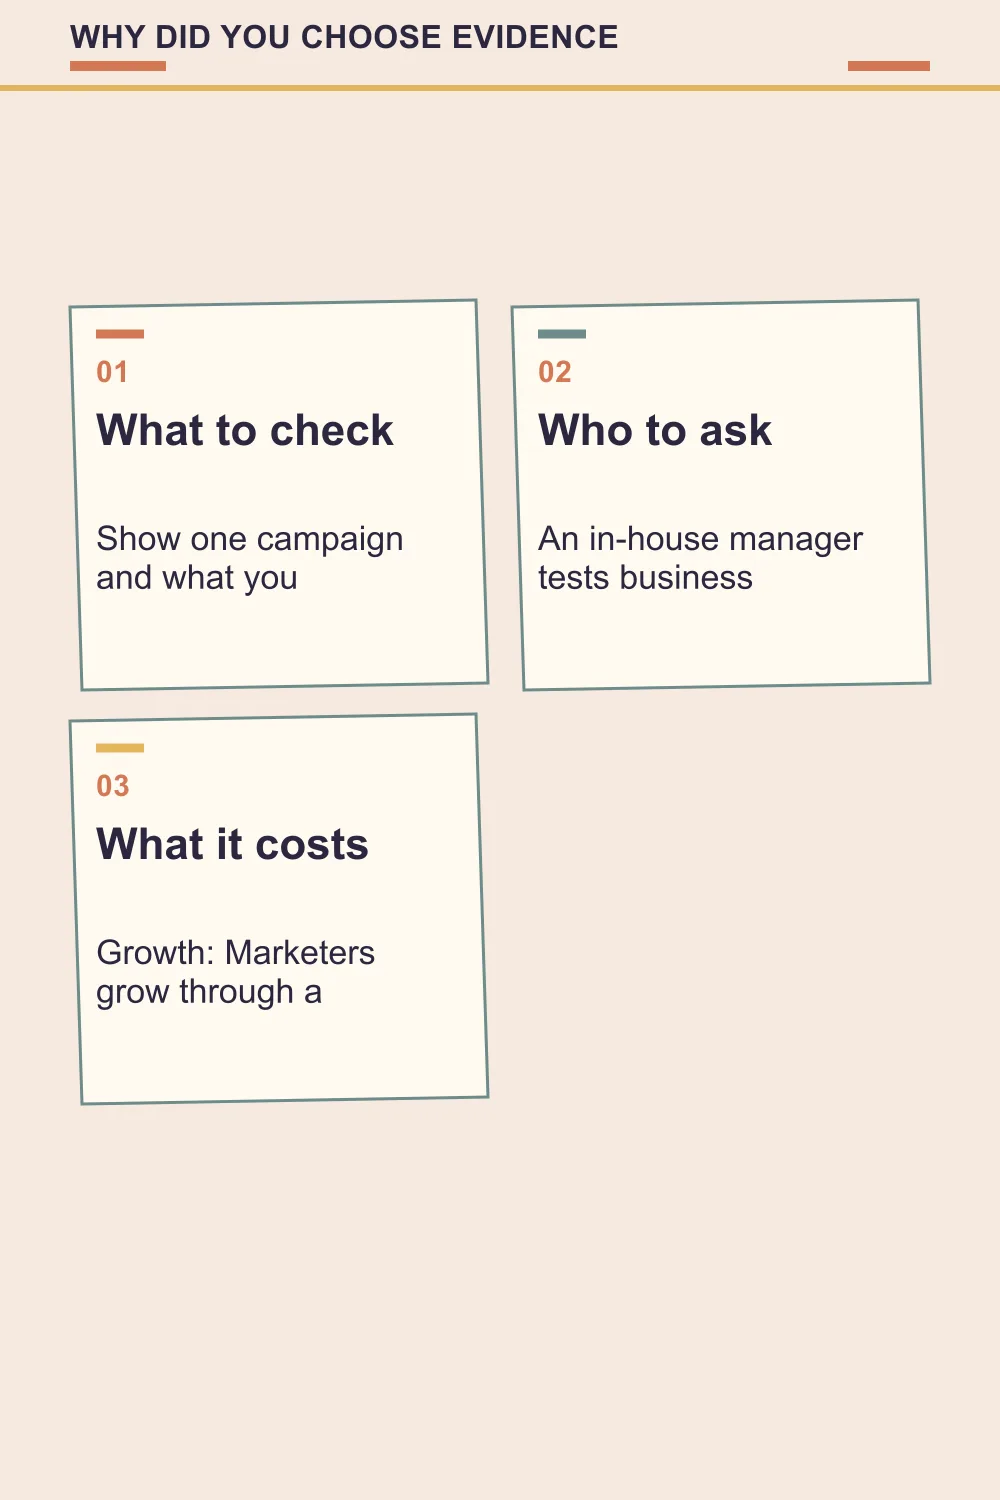 WHY DID YOU CHOOSE EVIDENCE
01
What to check
Show one campaign
and what you
02
Who to ask
An in-house manager
tests business
03
What it costs
Growth: Marketers
grow through a